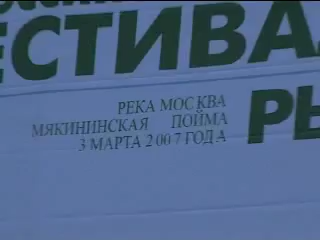 ЕСТИВА
РЕКА МОСКВА
МЯКИНИНСКАЯ ПОЙМА
3 МАРТА 2007 ГОДА
РЫ